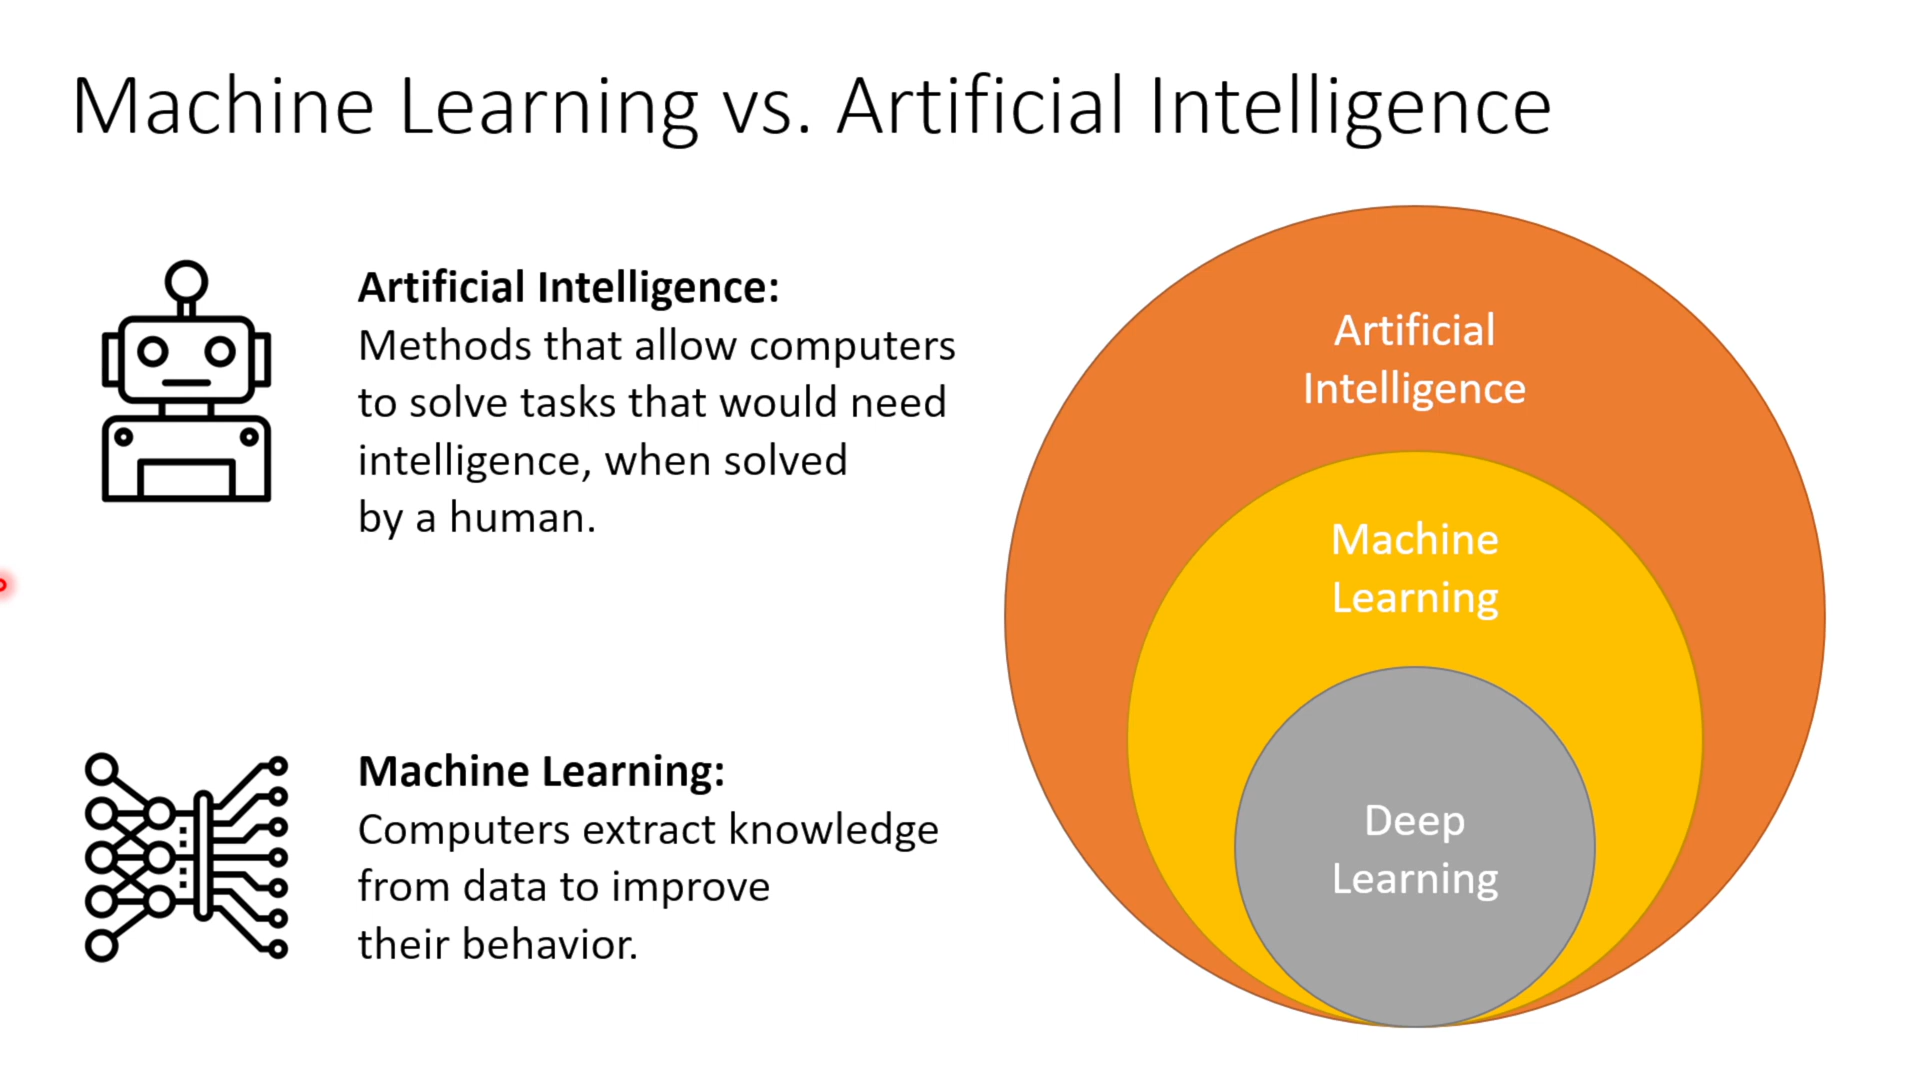 Machine Learning vs. Artificial Intelligence
Artificial Intelligence:
Methods that allow computers
to solve tasks that would need
intelligence, when solved
by a human.
Machine Learning:
Computers extract knowledge
from data to improve
their behavior.
Artificial
Intelligence
Machine
Learning
Deep
Learning